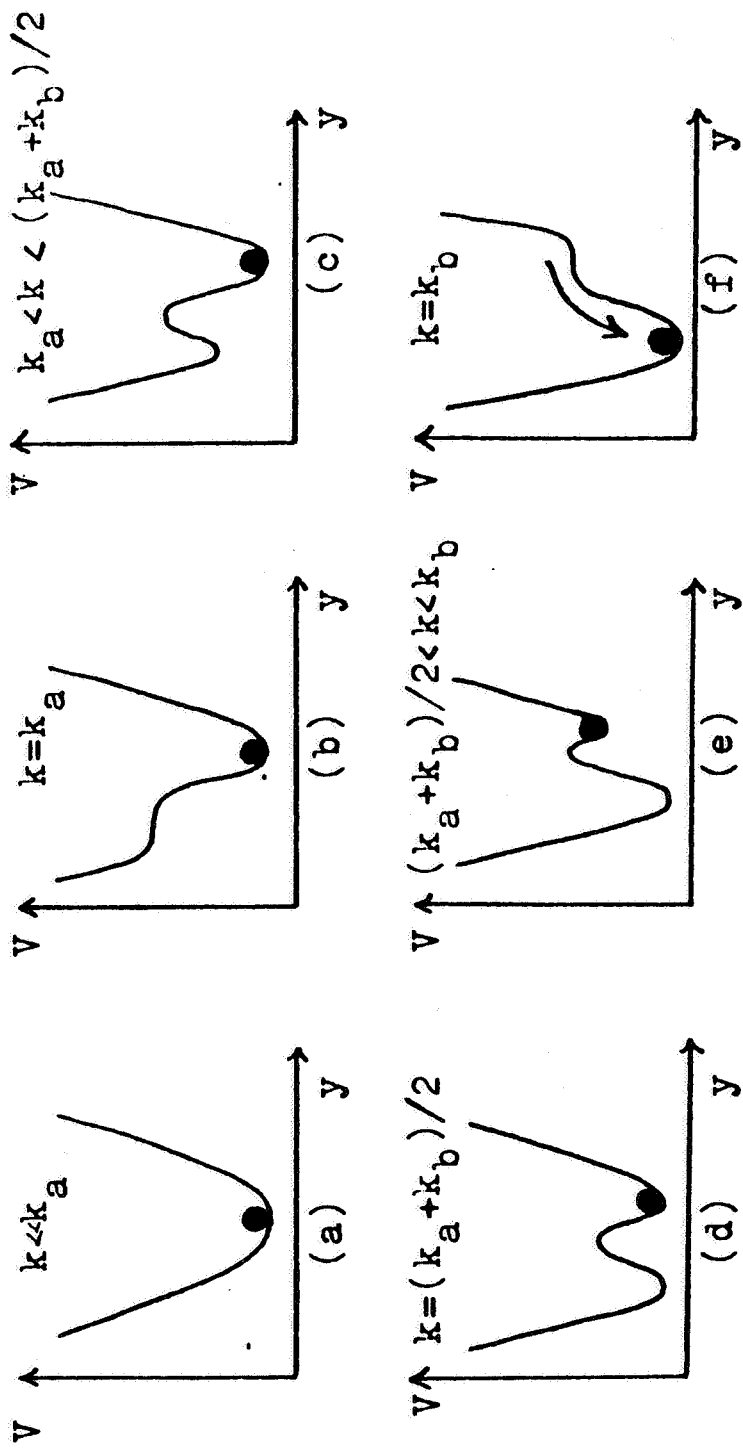 V
k≪k_a
y
(a)
V
k=k_a
y
(b)
V
k_a<k<(k_a+k_b)/2
y
(c)
V
k=(k_a+k_b)/2
y
(d)
V
(k_a+k_b)/2<k<k_b
y
(e)
V
k=k_b
y
(f)